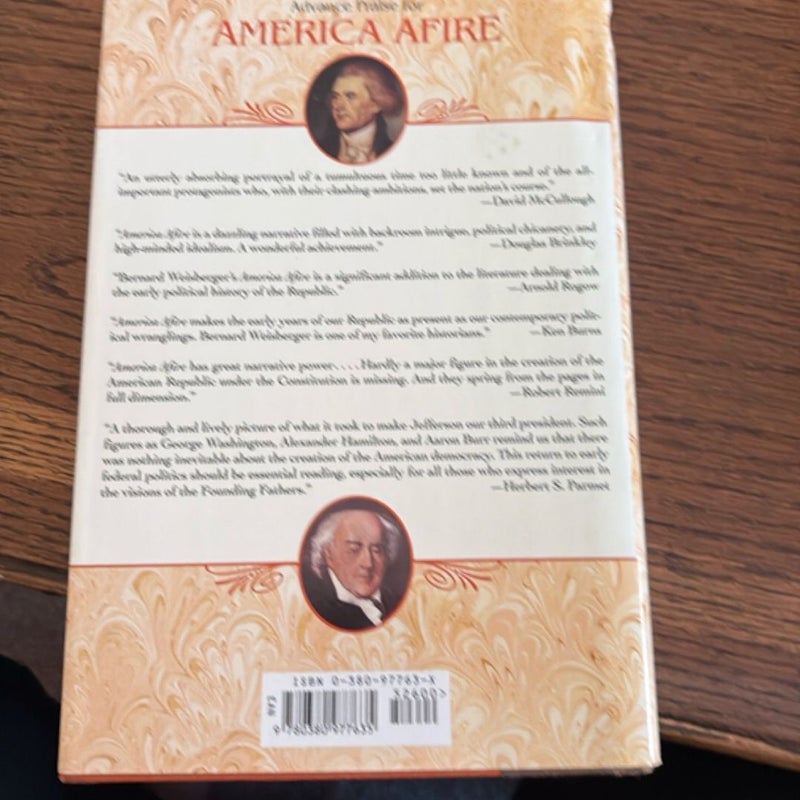 Advance Praise for
AMERICA AFIRE
"An utterly absorbing portrayal of a tumultuous time too little known and of the all-
important protagonists who, with their clashing ambitions, set the nation's course."
—David McCullough
"America Afire is a dazzling narrative filled with backroom intrigue, political chicanery, and
high-minded idealism. A wonderful achievement." —Douglas Brinkley
"Bernard Weisberger's America Afire is a significant addition to the literature dealing with
the early political history of the Republic." —Arnold Rogow
"America Afire makes the early years of our Republic as present as our contemporary polit-
ical wranglings. Bernard Weisberger is one of my favorite historians." —Ken Burns
"America Afire has great narrative power. . . . Hardly a major figure in the creation of the
American Republic under the Constitution is missing. And they spring from the pages in
full dimension." —Robert Remini
"A thorough and lively picture of what it took to make Jefferson our third president. Such
figures as George Washington, Alexander Hamilton, and Aaron Burr remind us that there
was nothing inevitable about the creation of the American democracy. This return to early
federal politics should be essential reading, especially for all those who express interest in
the visions of the Founding Fathers." —Herbert S. Parmet
ISBN 0-380-97763-X
52600>
9 780380 977635